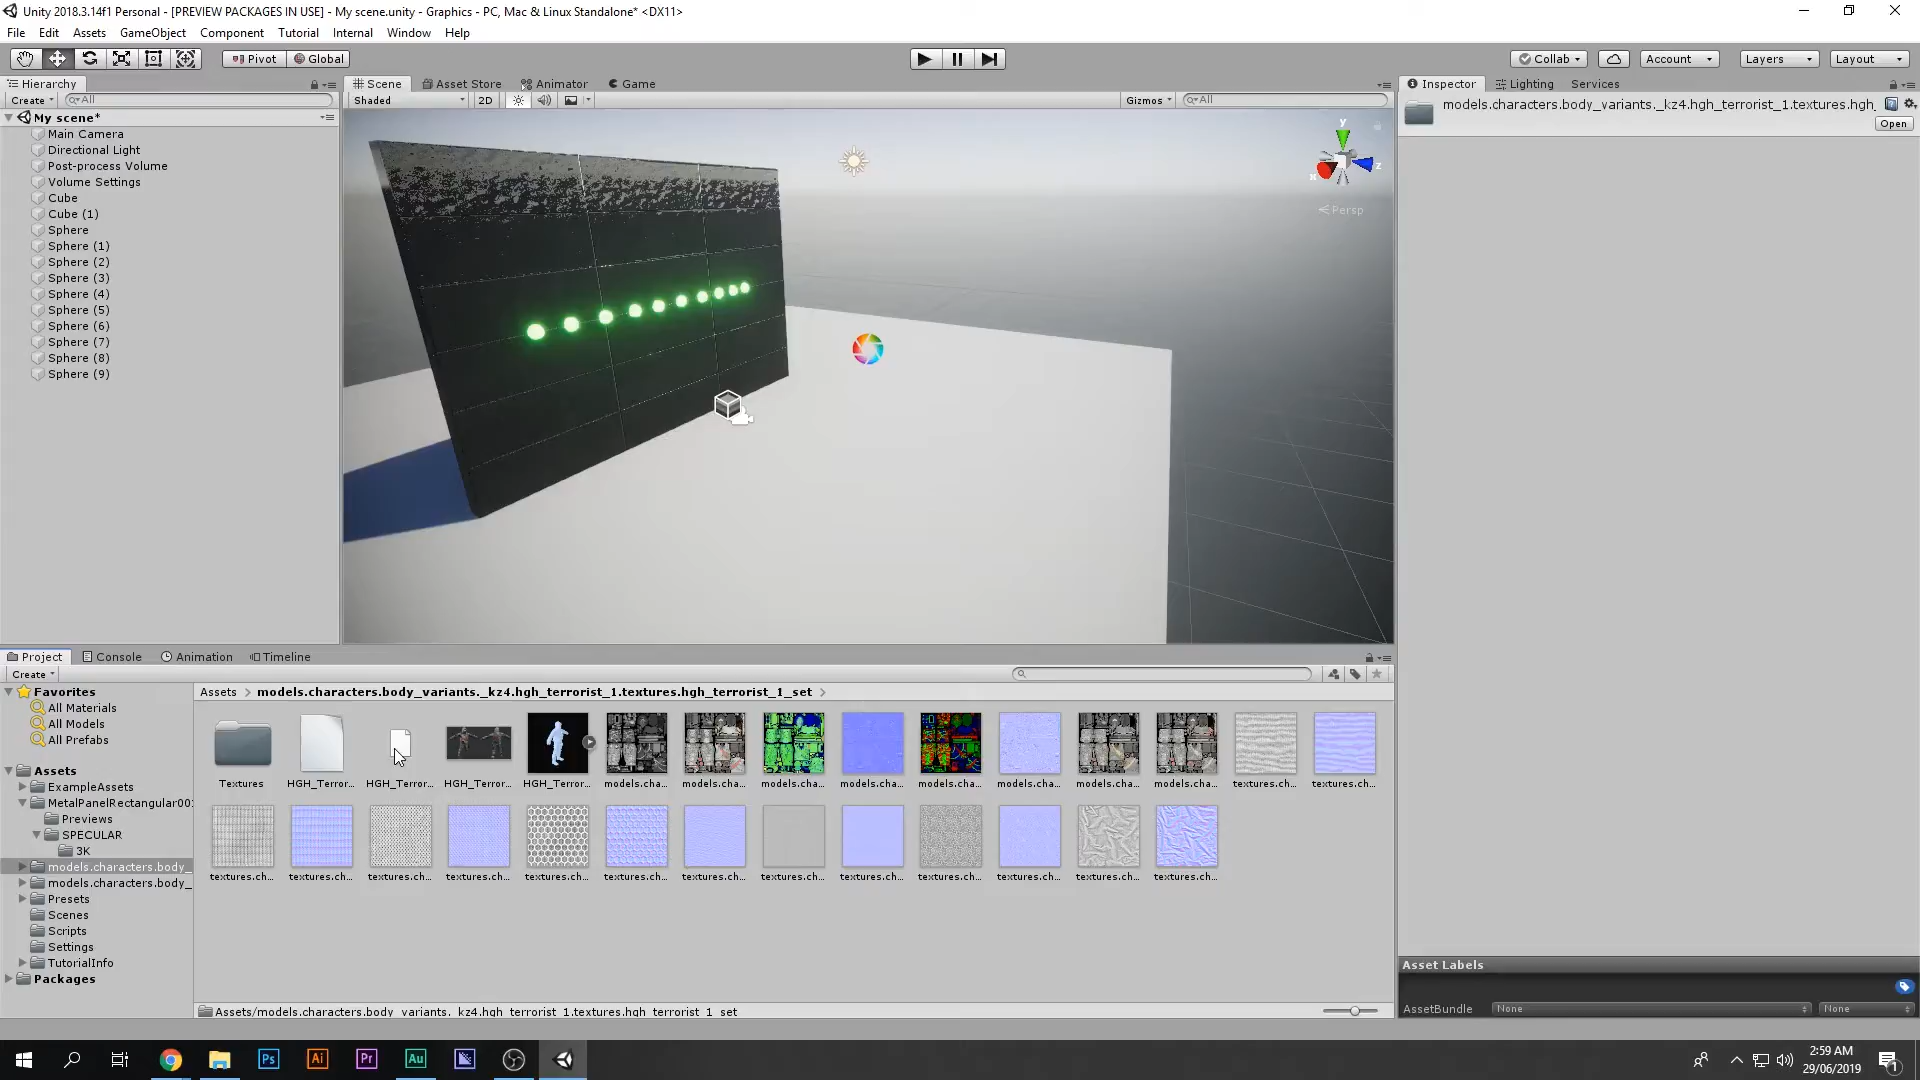 Unity 2018.3.14f1 Personal - [PREVIEW PACKAGES IN USE] - My scene.unity - Graphics - PC, Mac & Linux Standalone* <DX11>
File Edit Assets GameObject Component Tutorial Internal Window Help
Pivot Global Collab Account Layers Layout
Hierarchy
Create All
My scene*
Main Camera
Directional Light
Post-process Volume
Volume Settings
Cube
Cube (1)
Sphere
Sphere (1)
Sphere (2)
Sphere (3)
Sphere (4)
Sphere (5)
Sphere (6)
Sphere (7)
Sphere (8)
Sphere (9)
Scene Asset Store Animator Game
Shaded 2D Gizmos All
y
x
z
Persp
Inspector Lighting Services
models.characters.body_variants._kz4.hgh_terrorist_1.textures.hgh_
Open
Project Console Animation Timeline
Create
Favorites
All Materials
All Models
All Prefabs
Assets
ExampleAssets
MetalPanelRectangular001
Previews
SPECULAR
3K
models.characters.body_
models.characters.body_
Presets
Scenes
Scripts
Settings
TutorialInfo
Packages
Assets models.characters.body_variants._kz4.hgh_terrorist_1.textures.hgh_terrorist_1_set
Textures HGH_Terror... HGH_Terror... HGH_Terror... HGH_Terror... models.cha... models.cha... models.cha... models.cha... models.cha... models.cha... models.cha... models.cha... textures.ch... textures.ch...
textures.ch... textures.ch... textures.ch... textures.ch... textures.ch... textures.ch... textures.ch... textures.ch... textures.ch... textures.ch... textures.ch... textures.ch... textures.ch...
Assets/models.characters.body_variants._kz4.hgh_terrorist_1.textures.hgh_terrorist_1_set
Asset Labels
AssetBundle None None
Ps Ai Pr Au
2:59 AM
29/06/2019
1